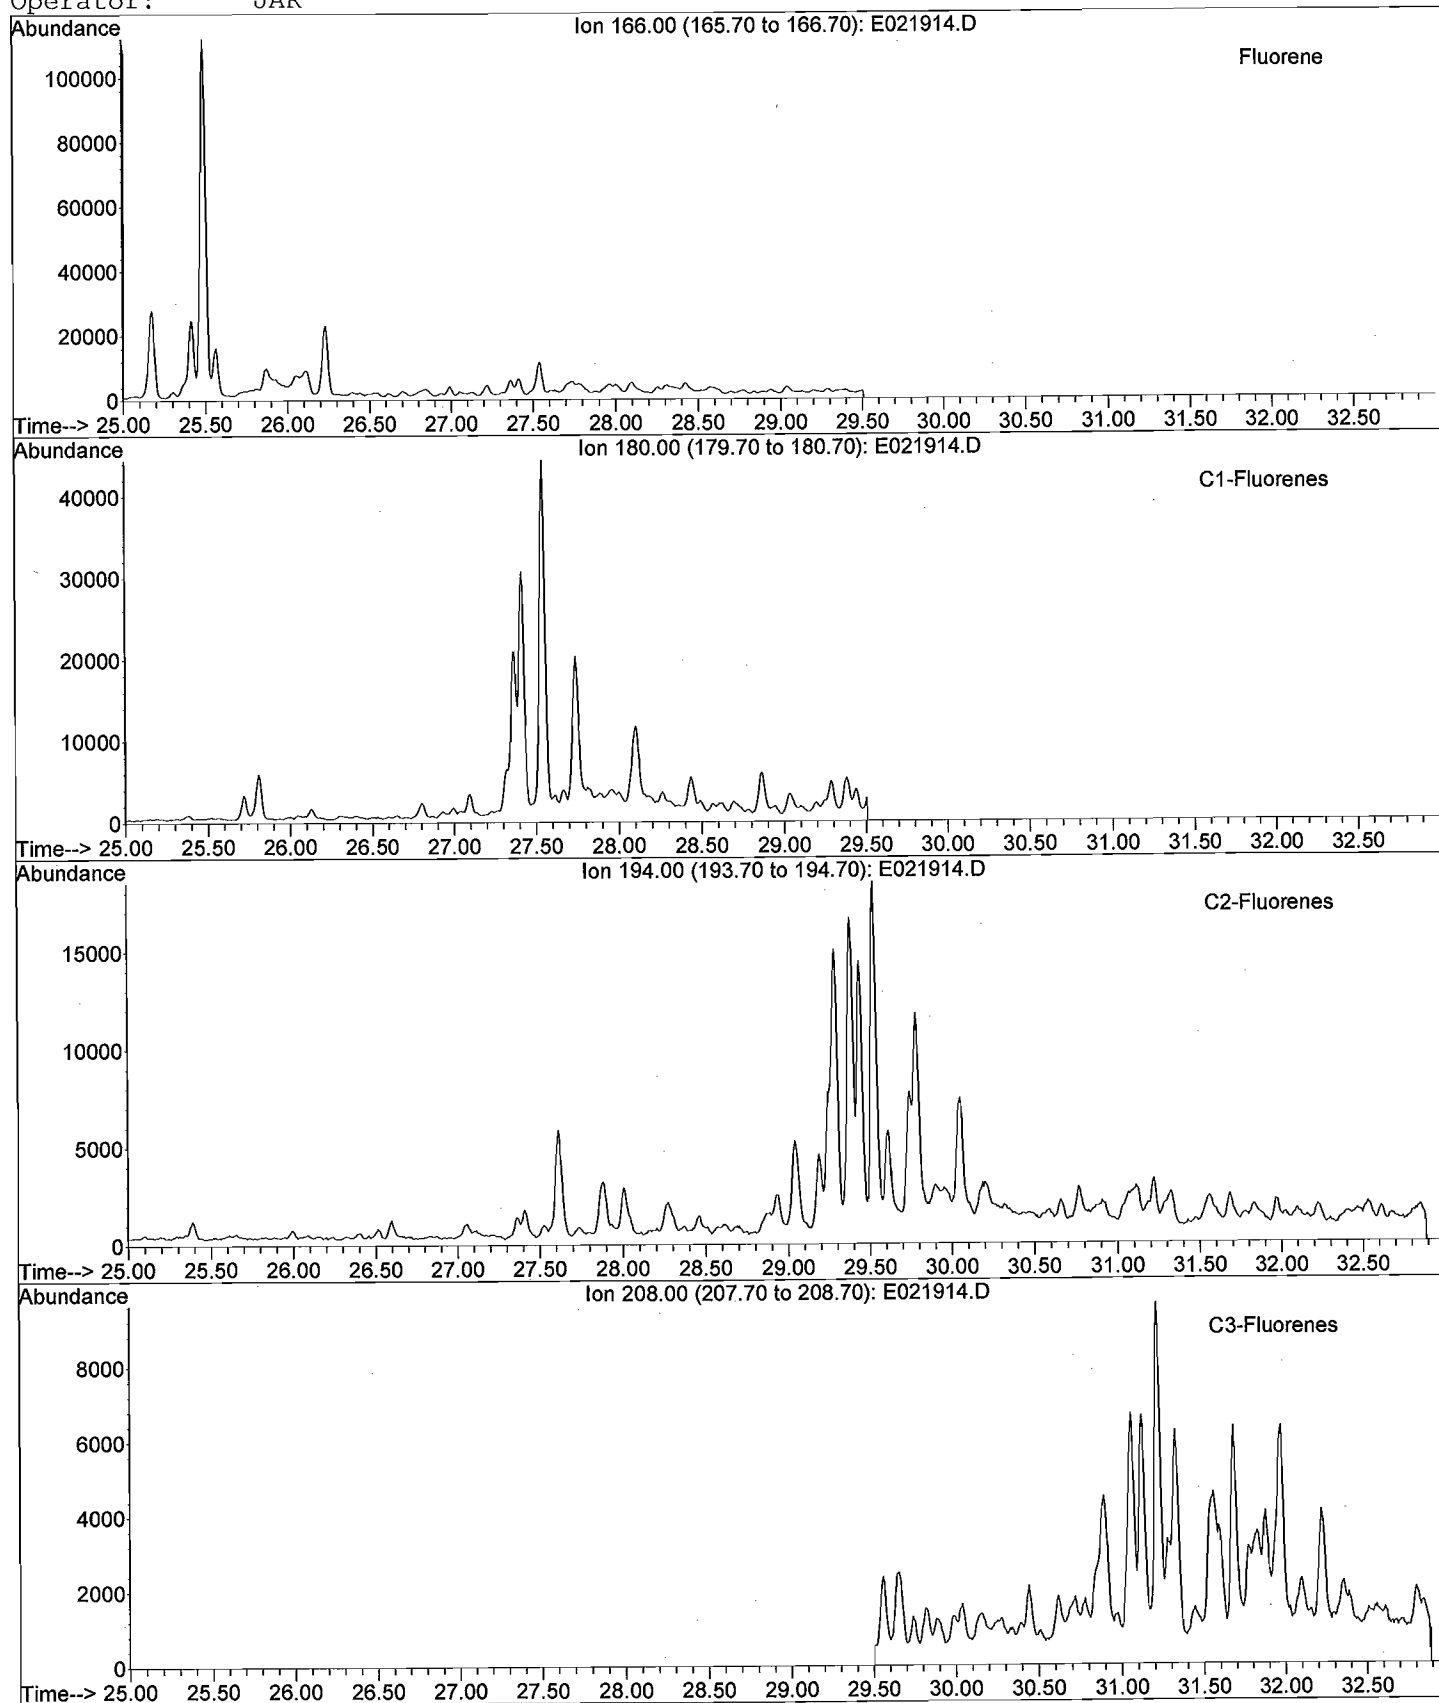 Operator: JAR
Abundance
Ion 166.00 (165.70 to 166.70): E021914.D
Fluorene
100000
80000
60000
40000
20000
0
Time--> 25.00 25.50 26.00 26.50 27.00 27.50 28.00 28.50 29.00 29.50 30.00 30.50 31.00 31.50 32.00 32.50
Abundance
Ion 180.00 (179.70 to 180.70): E021914.D
C1-Fluorenes
40000
30000
20000
10000
0
Time--> 25.00 25.50 26.00 26.50 27.00 27.50 28.00 28.50 29.00 29.50 30.00 30.50 31.00 31.50 32.00 32.50
Abundance
Ion 194.00 (193.70 to 194.70): E021914.D
C2-Fluorenes
15000
10000
5000
0
Time--> 25.00 25.50 26.00 26.50 27.00 27.50 28.00 28.50 29.00 29.50 30.00 30.50 31.00 31.50 32.00 32.50
Abundance
Ion 208.00 (207.70 to 208.70): E021914.D
C3-Fluorenes
8000
6000
4000
2000
0
Time--> 25.00 25.50 26.00 26.50 27.00 27.50 28.00 28.50 29.00 29.50 30.00 30.50 31.00 31.50 32.00 32.50